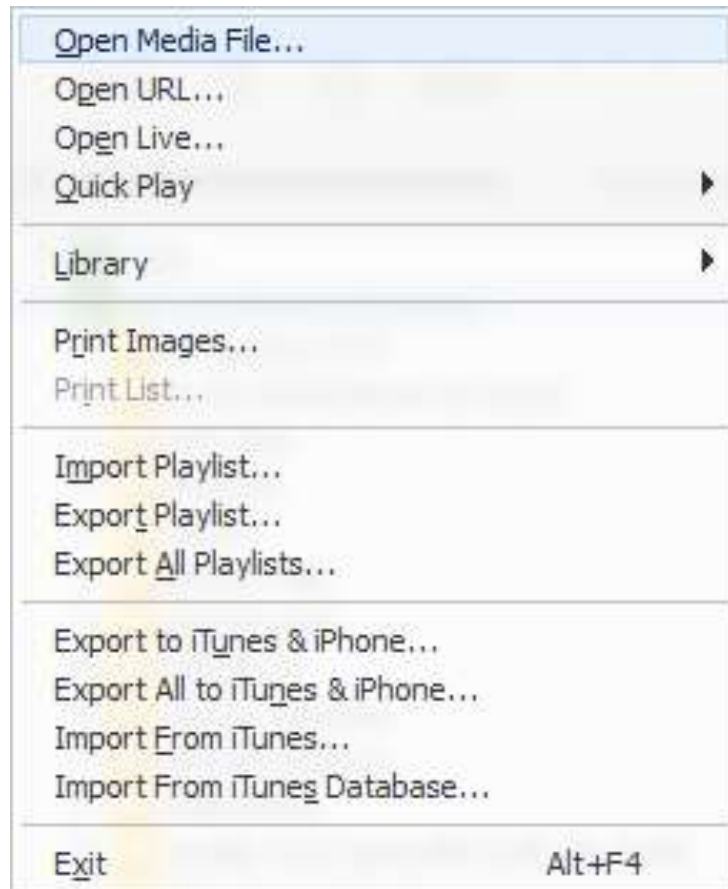 Open Media File...
Open URL...
Open Live...
Quick Play
Library
Print Images...
Print List...
Import Playlist...
Export Playlist...
Export All Playlists...
Export to iTunes & iPhone...
Export All to iTunes & iPhone...
Import From iTunes...
Import From iTunes Database...
Exit Alt+F4